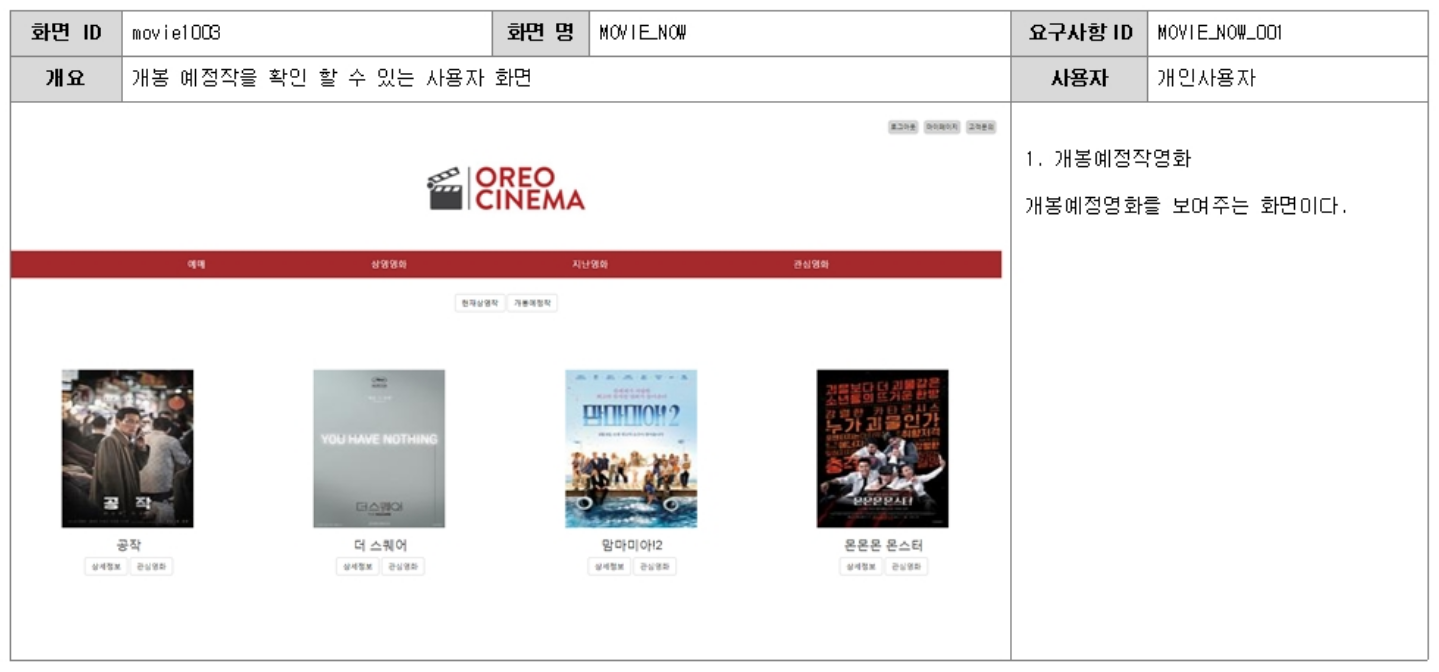 화면 ID
movie1003
화면 명
MOVIE_NOW
요구사항 ID
MOVIE_NOW_001
개요
개봉 예정작을 확인 할 수 있는 사용자 화면
사용자
개인사용자
로그아웃 마이페이지 고객문의
OREO
CINEMA
예매 상영영화 지난영화 관심영화
현재상영작 개봉예정작
공 작
YOU HAVE NOTHING
더스퀘어
맘마미아!2
괴물보다 더 괴물같은
소년들의 뜨거운 한방
강렬한 카타르시스
누가 괴물인가
몬몬몬 몬스터
공작
더 스퀘어
맘마미아!2
몬몬몬 몬스터
상세정보 관심영화
상세정보 관심영화
상세정보 관심영화
상세정보 관심영화
1. 개봉예정작영화
개봉예정영화를 보여주는 화면이다.